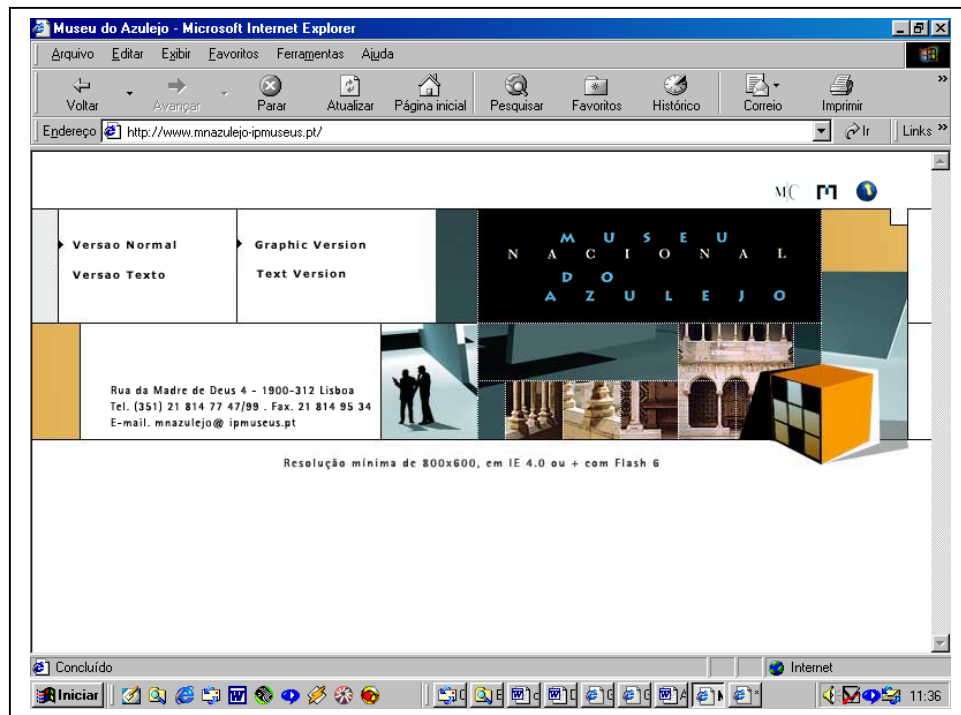 Museu do Azulejo - Microsoft Internet Explorer
Arquivo Editar Exibir Favoritos Ferramentas Ajuda
Voltar Avançar Parar Atualizar Página inicial Pesquisar Favoritos Histórico Correio Imprimir
Endereço http://www.mnazulejo-ipmuseus.pt/ Ir Links
Versao Normal Graphic Version
Versao Texto Text Version
MUSEU
NACIONAL
DO
AZULEJO
Rua da Madre de Deus 4 - 1900-312 Lisboa
Tel. (351) 21 814 77 47/99 . Fax. 21 814 95 34
E-mail. mnazulejo@ ipmuseus.pt
Resolução mínima de 800x600, em IE 4.0 ou + com Flash 6
Concluído Internet
Iniciar 11:36